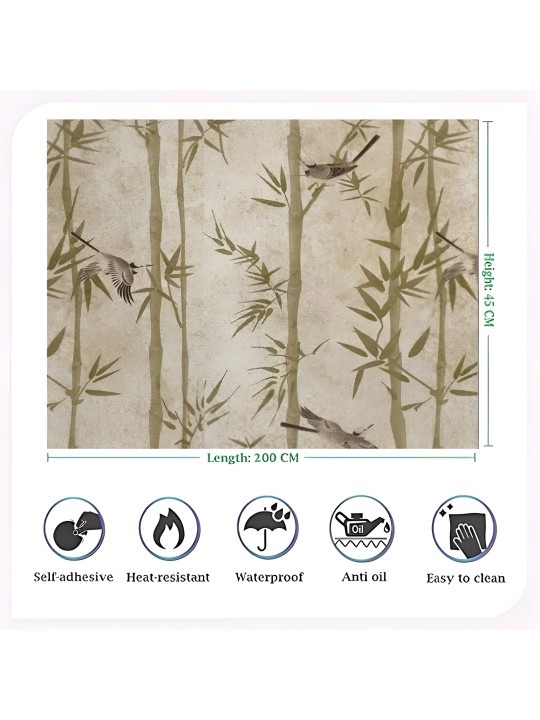 Height: 45 CM
Length: 200 CM
Oil
Self-adhesive
Heat-resistant
Waterproof
Anti oil
Easy to clean